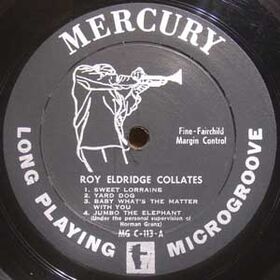 MERCURY
Fine-Fairchild
Margin Control
ROY ELDRIDGE COLLATES
1. SWEET LORRAINE
2. YARD DOG
3. BABY WHAT'S THE MATTER
WITH YOU
4. JUMBO THE ELEPHANT
(Under the personal supervision of
Norman Granz)
MG C-113-A
LONG PLAYING MICROGROOVE